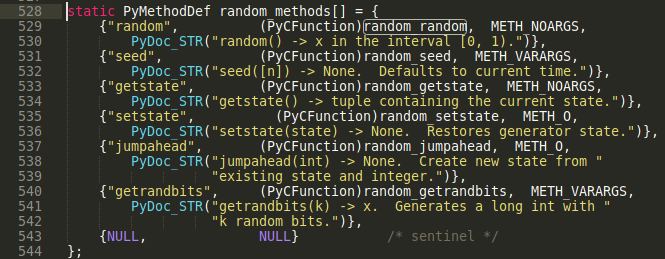 528 static PyMethodDef random_methods[] = {
529     {"random",           (PyCFunction)random_random,  METH_NOARGS,
530         PyDoc_STR("random() -> x in the interval [0, 1).")},
531     {"seed",             (PyCFunction)random_seed,  METH_VARARGS,
532         PyDoc_STR("seed([n]) -> None.  Defaults to current time.")},
533     {"getstate",         (PyCFunction)random_getstate,  METH_NOARGS,
534         PyDoc_STR("getstate() -> tuple containing the current state.")},
535     {"setstate",           (PyCFunction)random_setstate,  METH_O,
536         PyDoc_STR("setstate(state) -> None.  Restores generator state.")},
537     {"jumpahead",        (PyCFunction)random_jumpahead,  METH_O,
538         PyDoc_STR("jumpahead(int) -> None.  Create new state from "
539                   "existing state and integer.")},
540     {"getrandbits",      (PyCFunction)random_getrandbits,  METH_VARARGS,
541         PyDoc_STR("getrandbits(k) -> x.  Generates a long int with "
542                   "k random bits.")},
543     {NULL,               NULL}           /* sentinel */
544 };